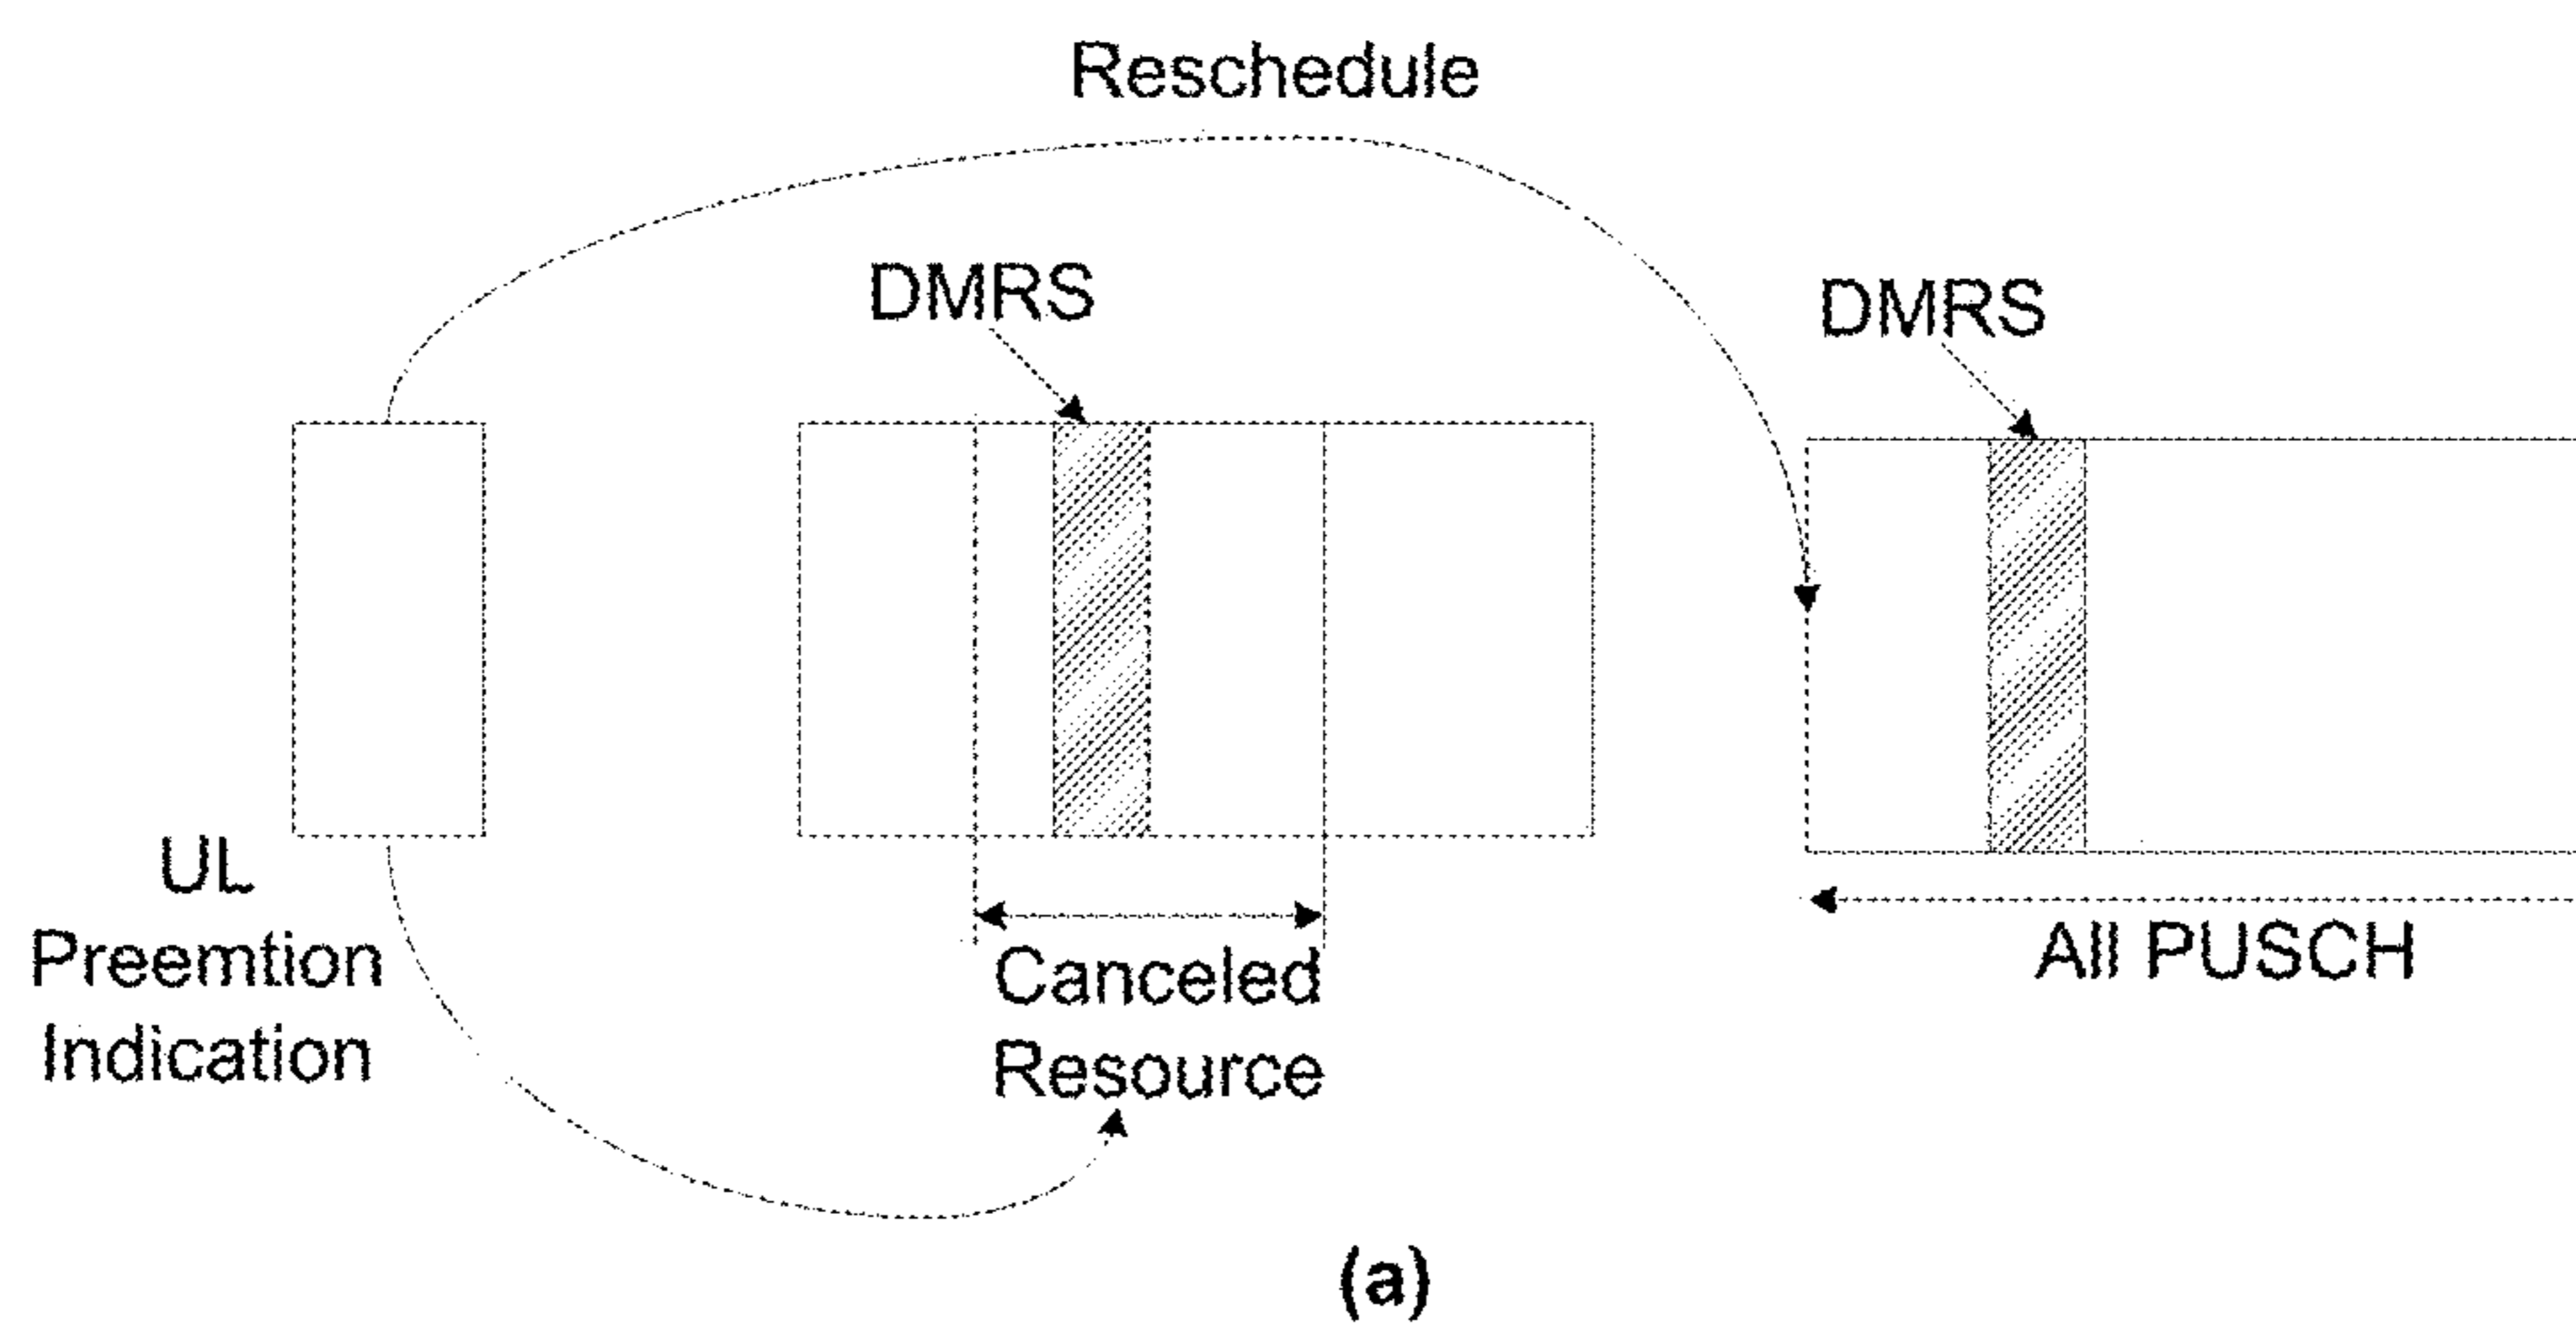 Reschedule
DMRS
DMRS
UL
Preemtion
Indication
Canceled
Resource
All PUSCH
(a)